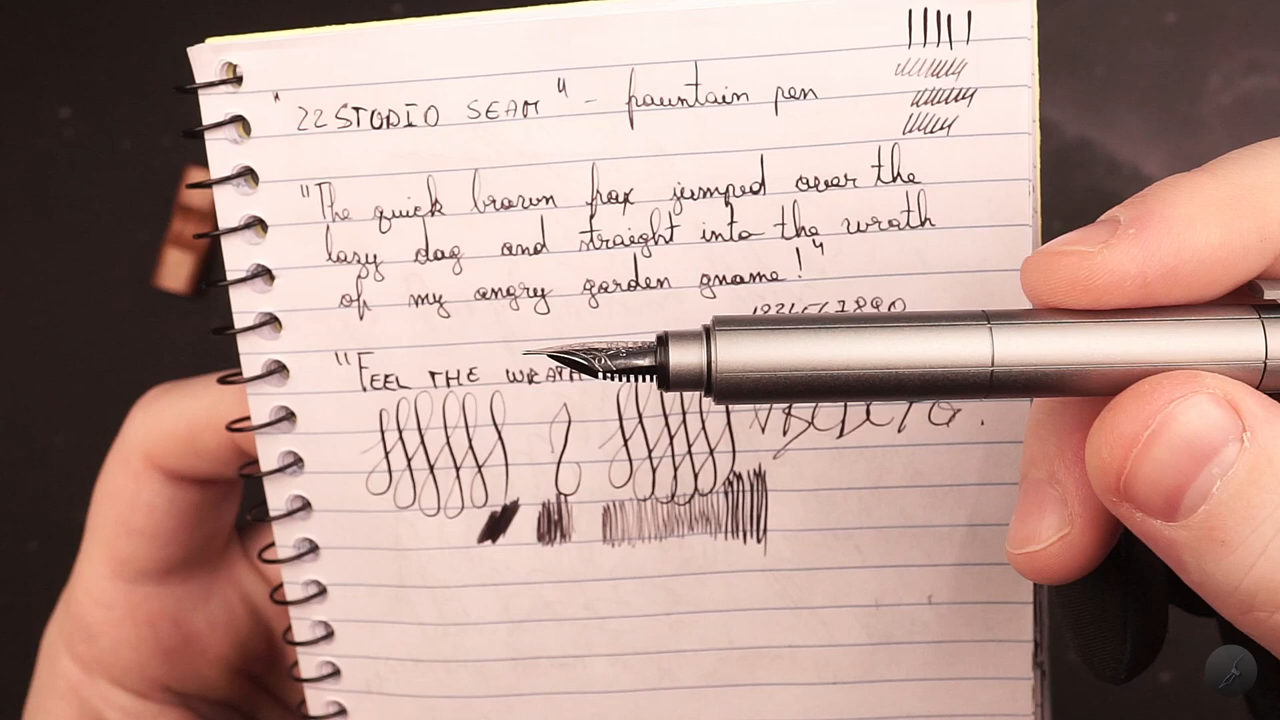 "22STUDIO SEAM" - fountain pen
"The quick brown fox jumped over the
lazy dog and straight into the wrath
of my angry garden gnome!"
"FEEL THE WRATH